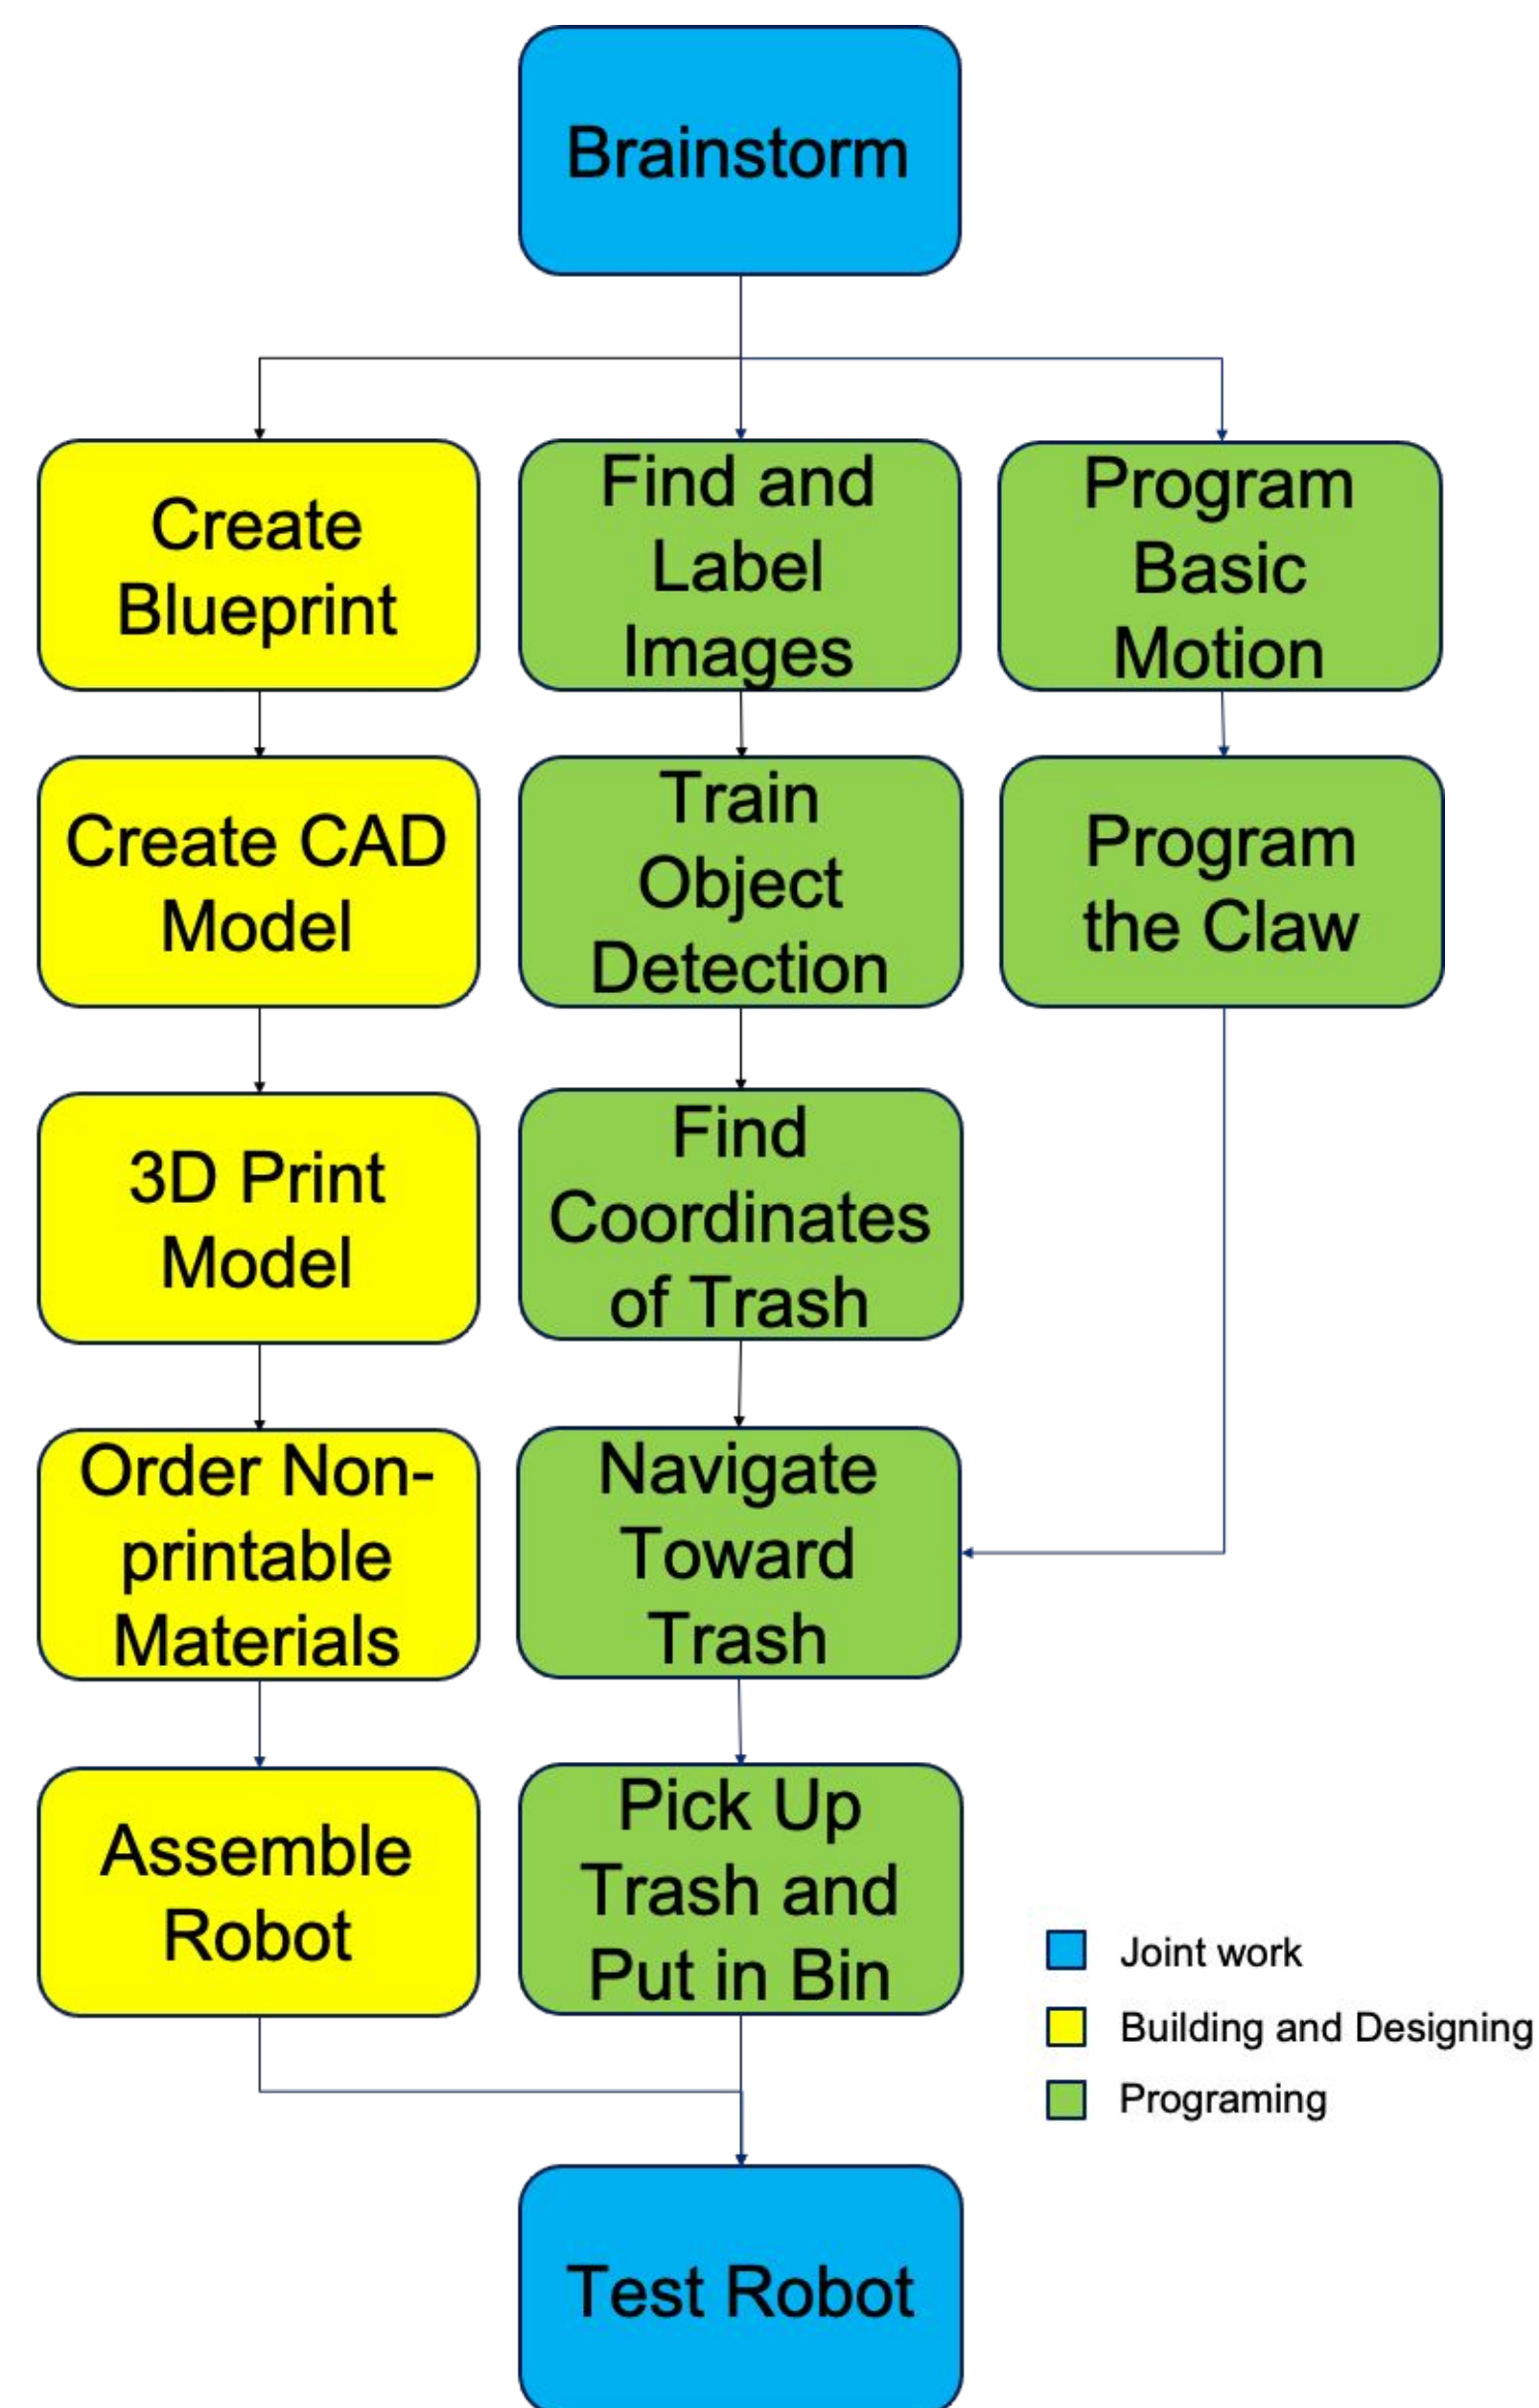 Brainstorm
Create
Blueprint
Find and
Label
Images
Program
Basic
Motion
Create CAD
Model
Train
Object
Detection
Program
the Claw
3D Print
Model
Find
Coordinates
of Trash
Order Non-
printable
Materials
Navigate
Toward
Trash
Assemble
Robot
Pick Up
Trash and
Put in Bin
Joint work
Building and Designing
Programing
Test Robot